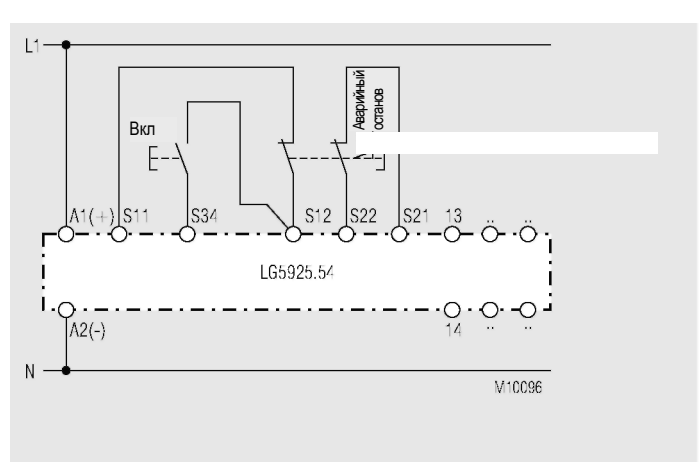 L1
Аварийный
останов
Вкл
A1(+) S11 S34 S12 S22 S21 13 .. ..
LG5925.54
A2(-) 14 .. ..
N
M10096